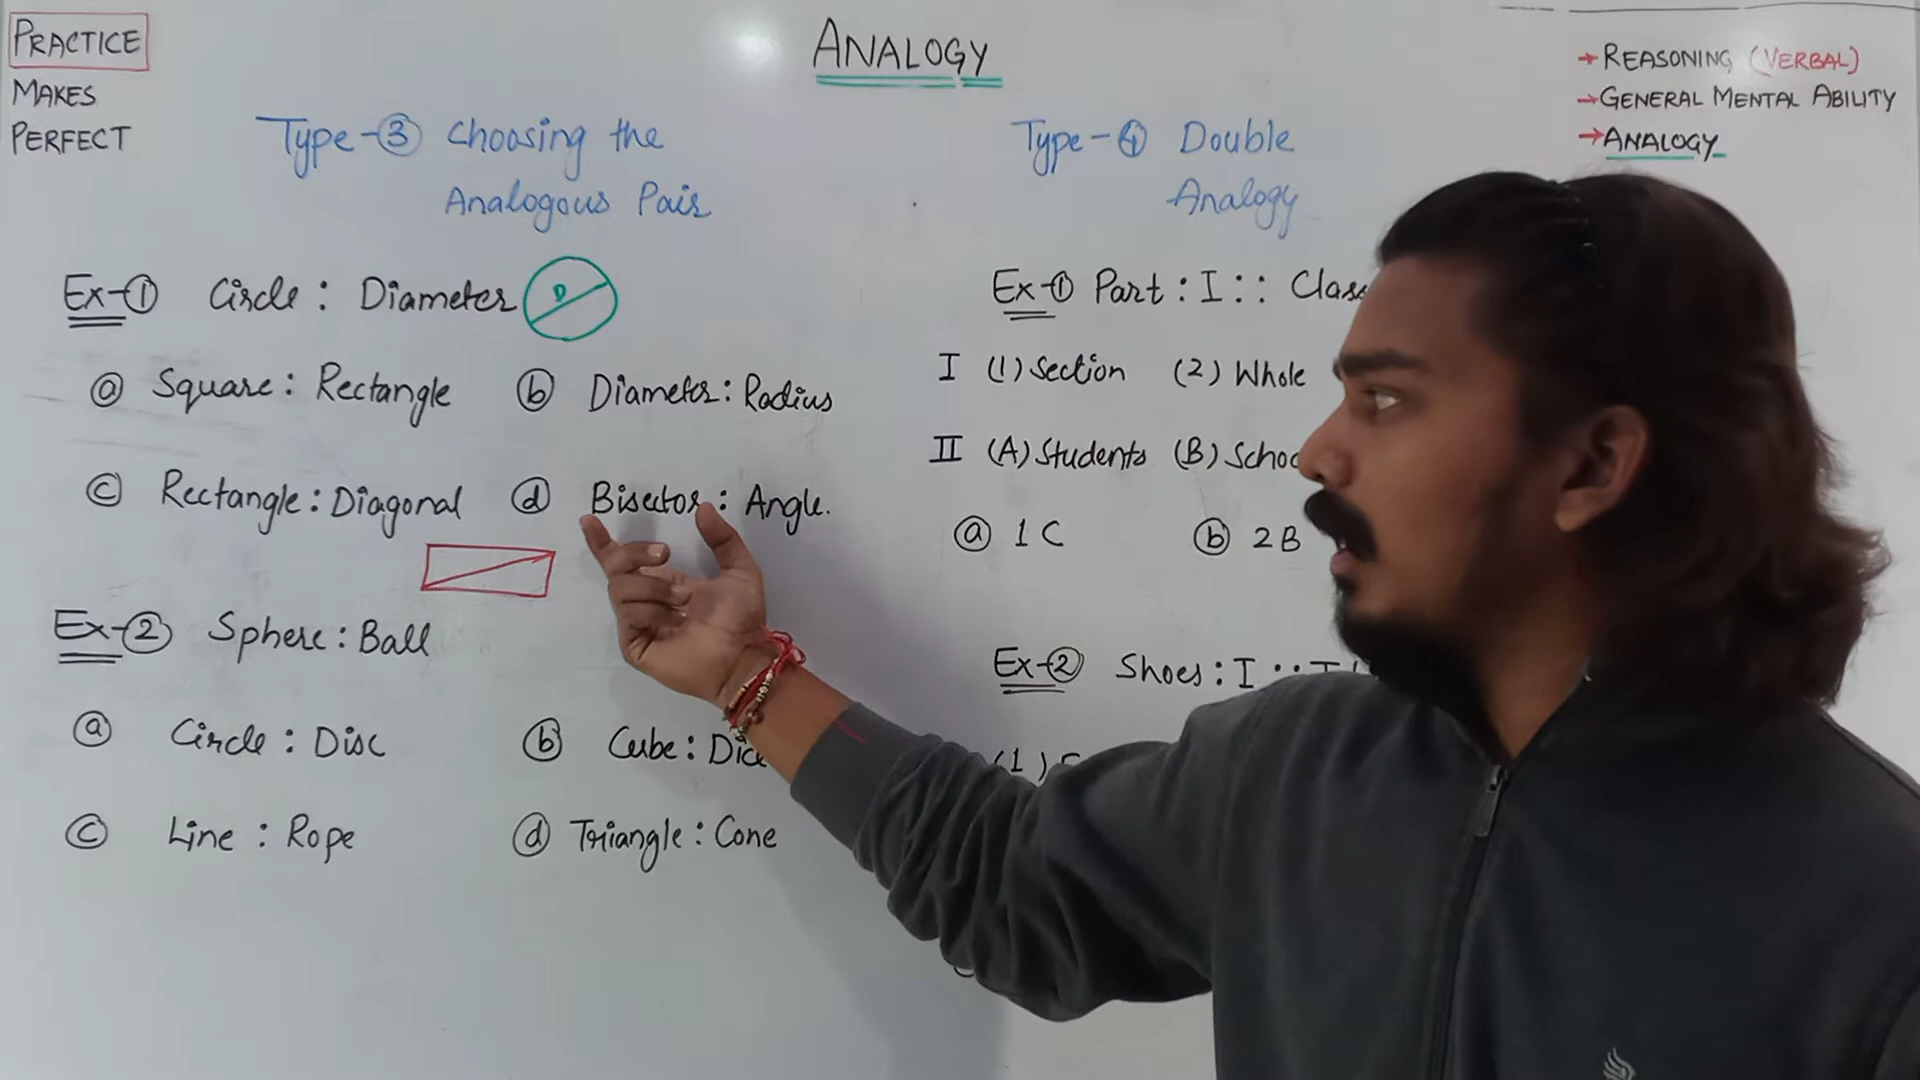 PRACTICE
MAKES
PERFECT
ANALOGY
→ REASONING (VERBAL)
→ GENERAL MENTAL ABILITY
→ ANALOGY
Type-③ Choosing the
Analogous Pair
Ex-① Circle : Diameter
D
ⓐ Square : Rectangle ⓑ Diameter : Radius
ⓒ Rectangle : Diagonal ⓓ Bisector : Angle.
Ex-② Sphere : Ball
ⓐ Circle : Disc ⓑ Cube : Dice
ⓒ Line : Rope ⓓ Triangle : Cone
Type-④ Double
Analogy
Ex-① Part : I : : Class
I (1) Section (2) Whole
II (A) Students (B)
ⓐ 1C ⓑ 2B
Ex-② Shoes : I : :
(1)